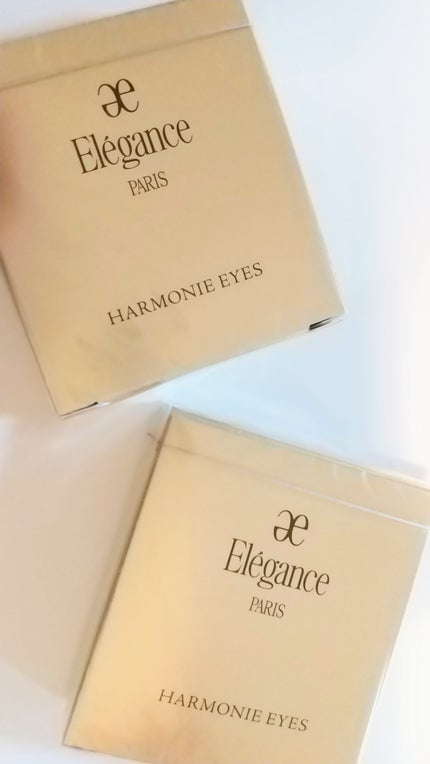 æ
Elégance
PARIS
HARMONIE EYES
æ
Elégance
PARIS
HARMONIE EYES